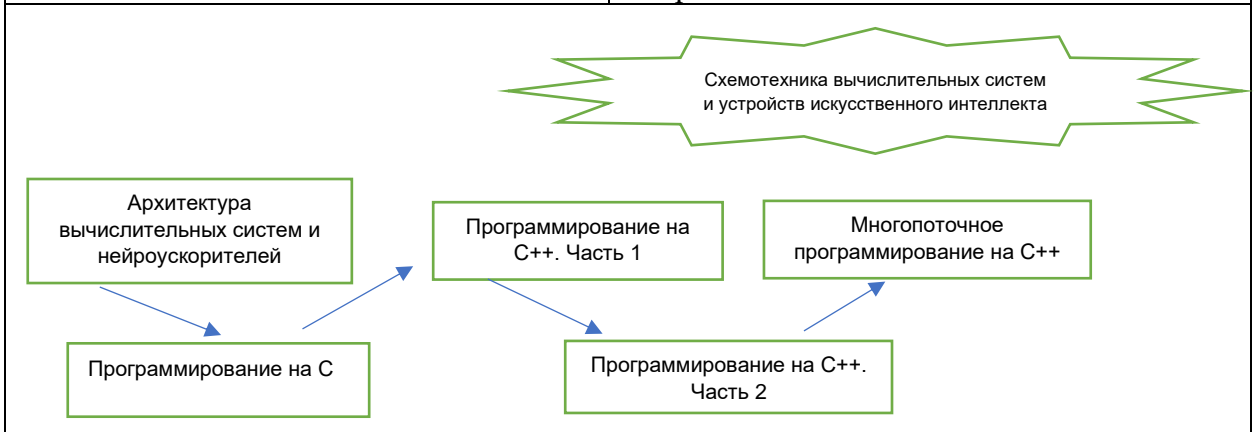 Схемотехника вычислительных систем
и устройств искусственного интеллекта
Архитектура
вычислительных систем и
нейроускорителей
Программирование на С
Программирование на
С++. Часть 1
Программирование на С++.
Часть 2
Многопоточное
программирование на С++